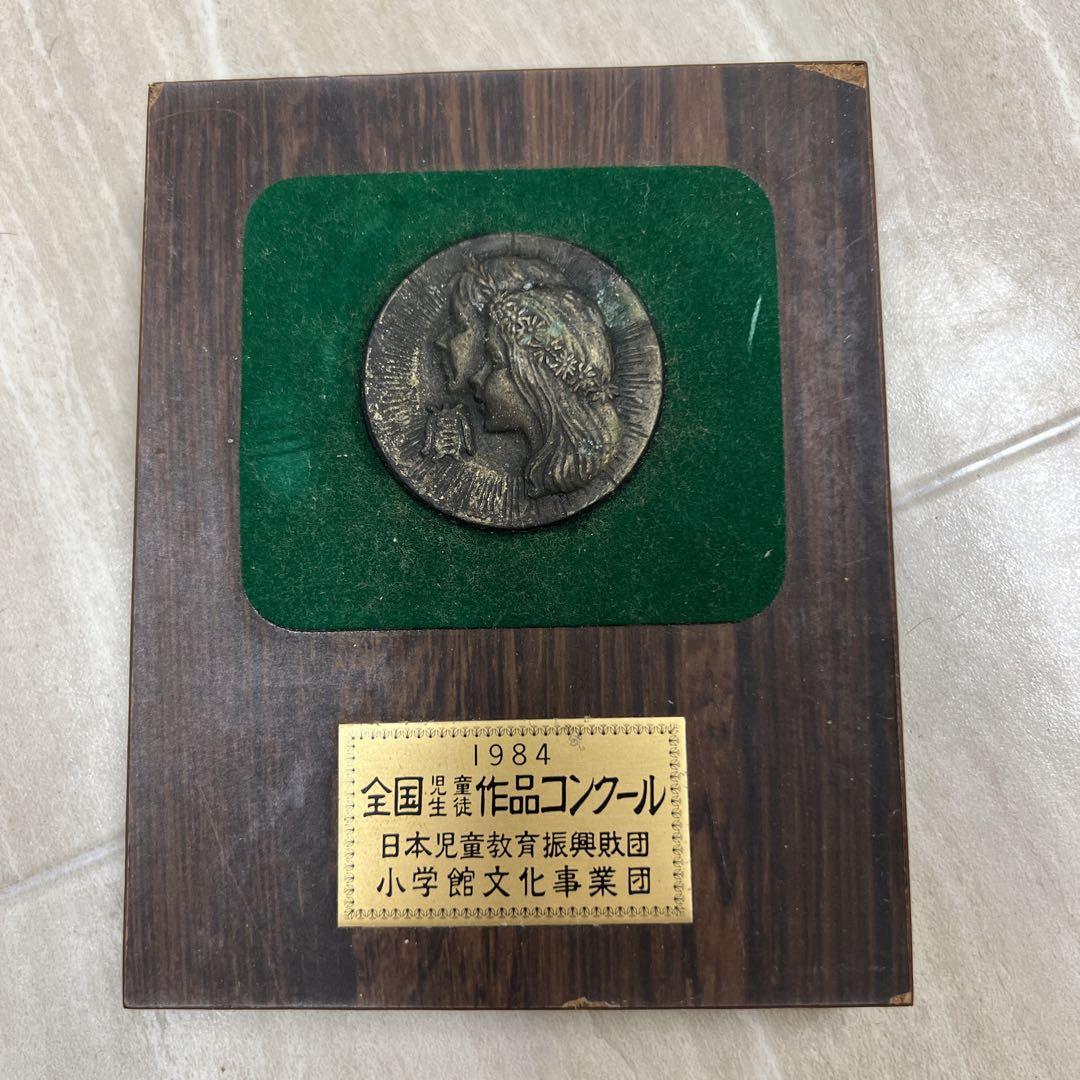 賞
1984
全国児童生徒作品コンクール
日本児童教育振興財団
小学館文化事業団